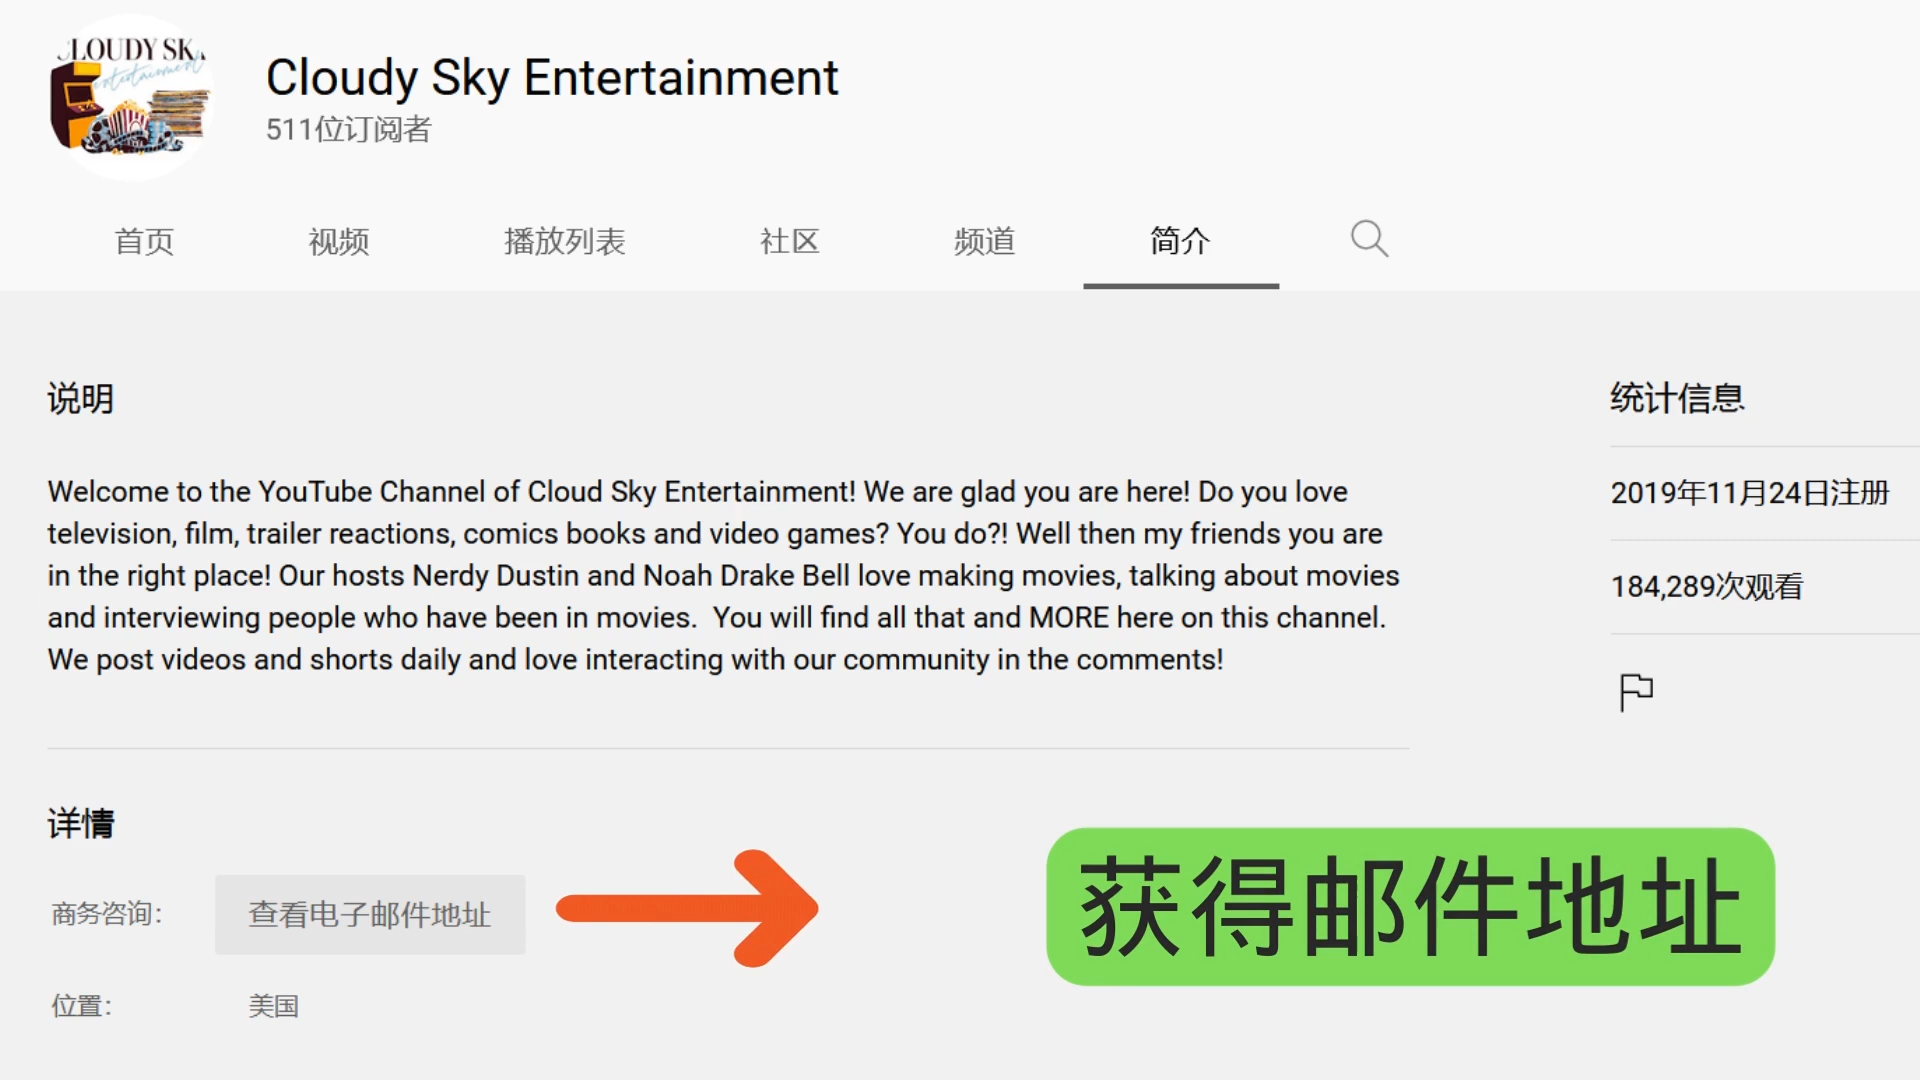 CLOUDY SK
entertainment
Cloudy Sky Entertainment
511位订阅者
首页 视频 播放列表 社区 频道 简介
说明
Welcome to the YouTube Channel of Cloud Sky Entertainment! We are glad you are here! Do you love
television, film, trailer reactions, comics books and video games? You do?! Well then my friends you are
in the right place! Our hosts Nerdy Dustin and Noah Drake Bell love making movies, talking about movies
and interviewing people who have been in movies.  You will find all that and MORE here on this channel.
We post videos and shorts daily and love interacting with our community in the comments!
统计信息
2019年11月24日注册
184,289次观看
详情
商务咨询: 查看电子邮件地址
获得邮件地址
位置: 美国